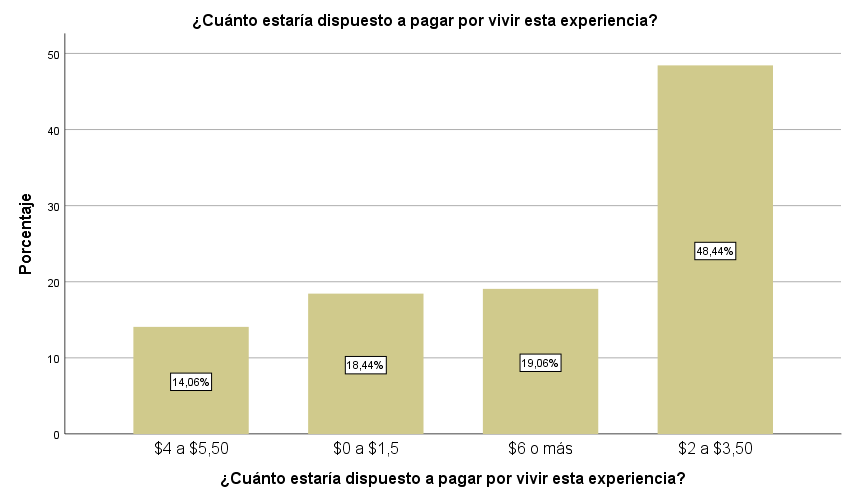 ¿Cuánto estaría dispuesto a pagar por vivir esta experiencia?
Porcentaje
50
40
30
20
10
0
14,06%
18,44%
19,06%
48,44%
$4 a $5,50
$0 a $1,5
$6 o más
$2 a $3,50
¿Cuánto estaría dispuesto a pagar por vivir esta experiencia?